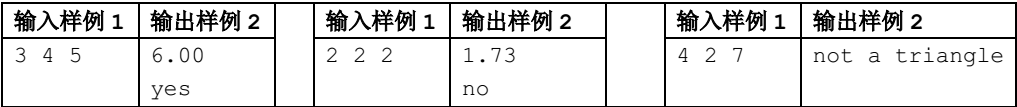 输入样例 1 输出样例 2 输入样例 1 输出样例 2 输入样例 1 输出样例 2
3 4 5 6.00 2 2 2 1.73 4 2 7 not a triangle
yes no